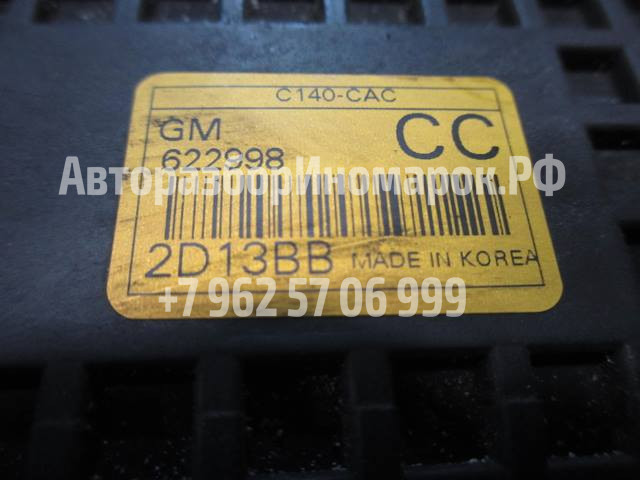 C140-CAC
GM
CC
622998
АвторазборИномарок.РФ
2D13BB MADE IN KOREA
+7 962 57 06 999